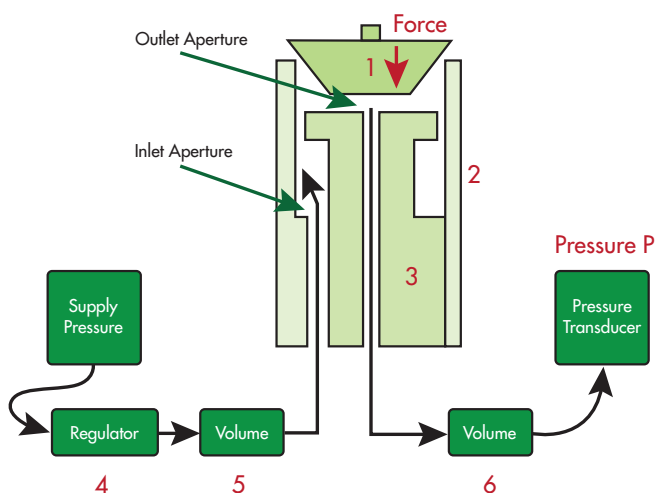 Outlet Aperture
Force
1
Inlet Aperture
2
3
Pressure P
Supply
Pressure
Pressure
Transducer
Regulator
Volume
Volume
4
5
6